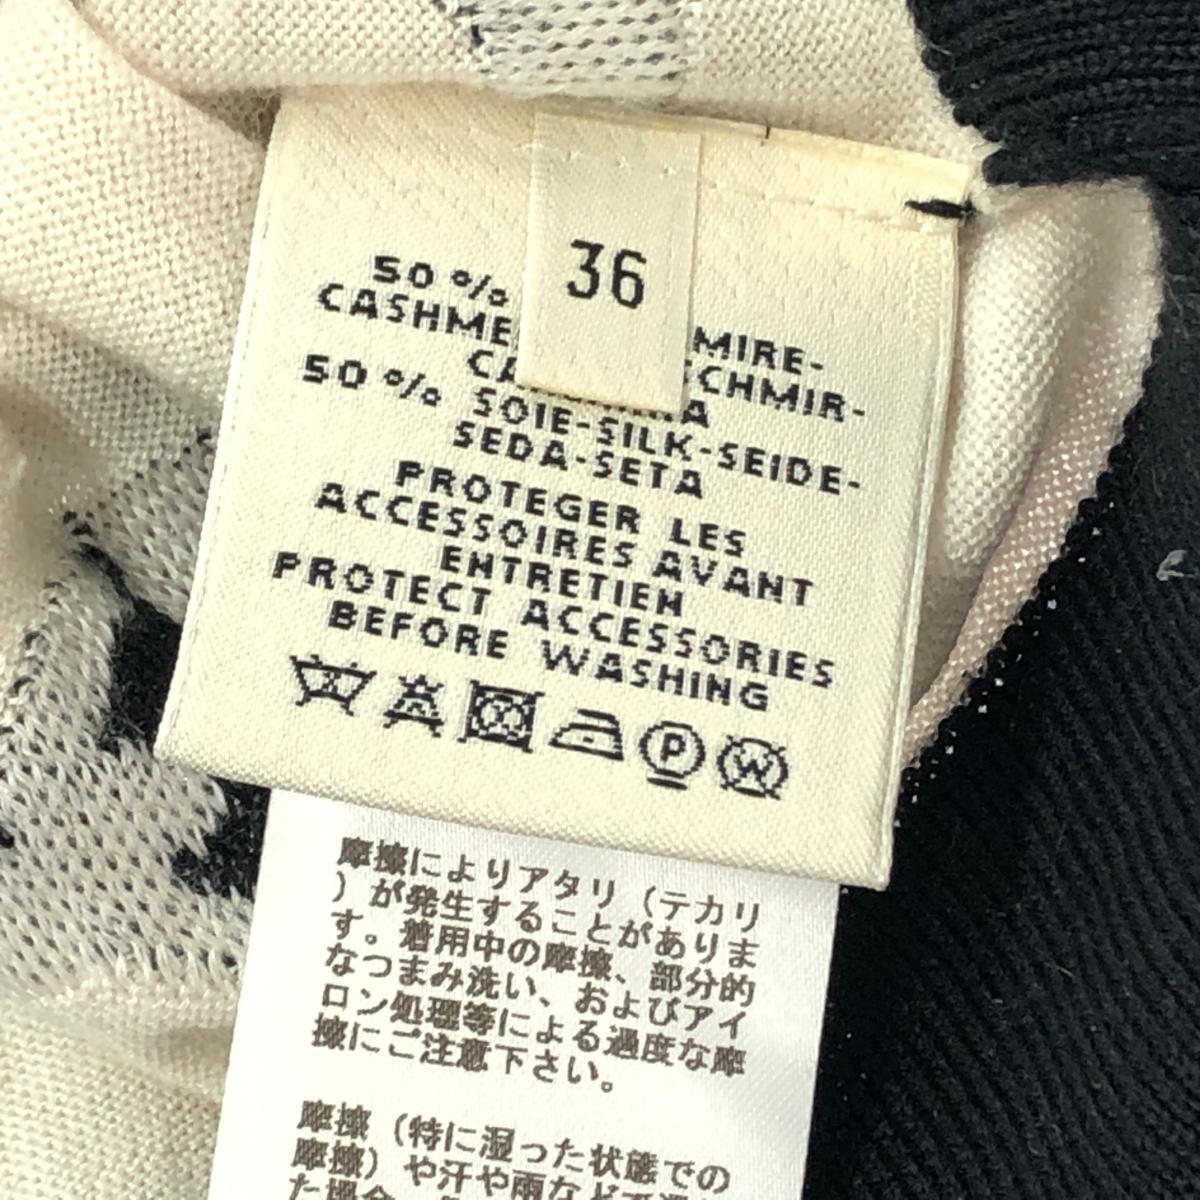 36
50 %
MIRE-
CHMIR-
50 % SOIE-SILK-SEIDE-
SEDA-SETA
PROTEGER LES
ACCESSOIRES AVANT
ENTRETIEN
PROTECT ACCESSORIES
BEFORE WASHING
P W
摩擦によりアタリ（テカリ
）が発生することがありま
す。着用中の摩擦、部分的
なつまみ洗い、およびアイ
ロン処理等による過度な摩
擦にご注意下さい。
摩擦（特に湿った状態での
摩擦）や汗や雨などで